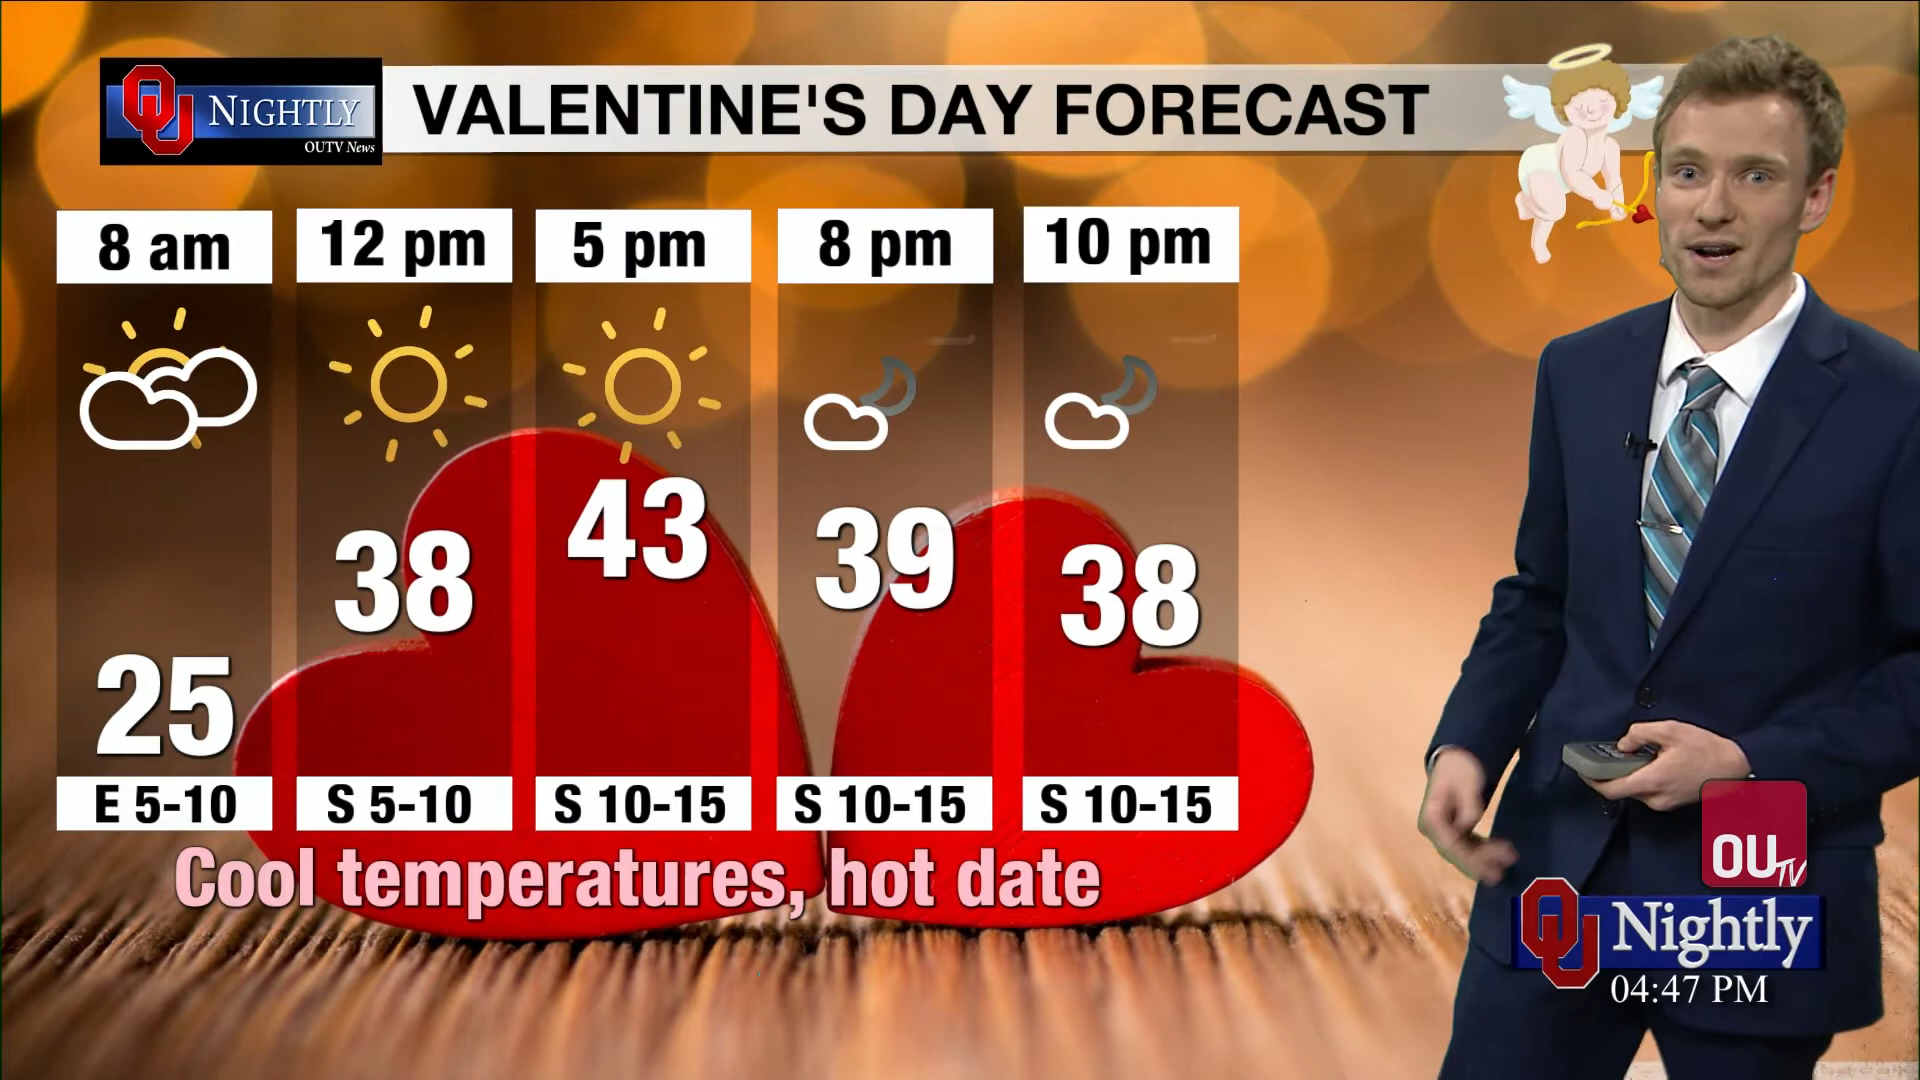 OU NIGHTLY
OUTV News
VALENTINE'S DAY FORECAST
8 am
12 pm
5 pm
8 pm
10 pm
25
38
43
39
38
E 5-10
S 5-10
S 10-15
S 10-15
S 10-15
Cool temperatures, hot date
OUTV
OU Nightly
04:47 PM